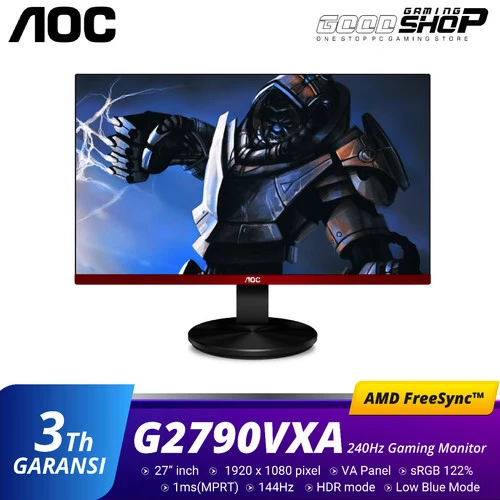 AOC
GAMING
GOODSHOP
ONE STOP PC GAMING STORE
AOC
AMD FreeSync™
3Th
GARANSI
G2790VXA 240Hz Gaming Monitor
27" inch 1920 x 1080 pixel VA Panel sRGB 122%
1ms(MPRT) 144Hz HDR mode Low Blue Mode